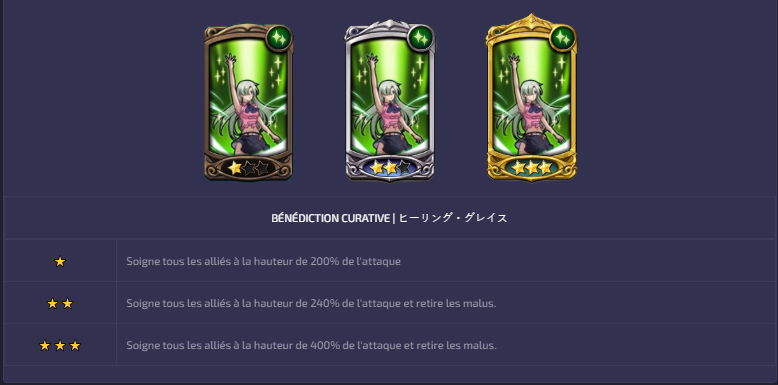 BÉNÉDICTION CURATIVE | ヒーリング・グレイス
Soigne tous les alliés à la hauteur de 200% de l'attaque
Soigne tous les alliés à la hauteur de 240% de l'attaque et retire les malus.
Soigne tous les alliés à la hauteur de 400% de l'attaque et retire les malus.